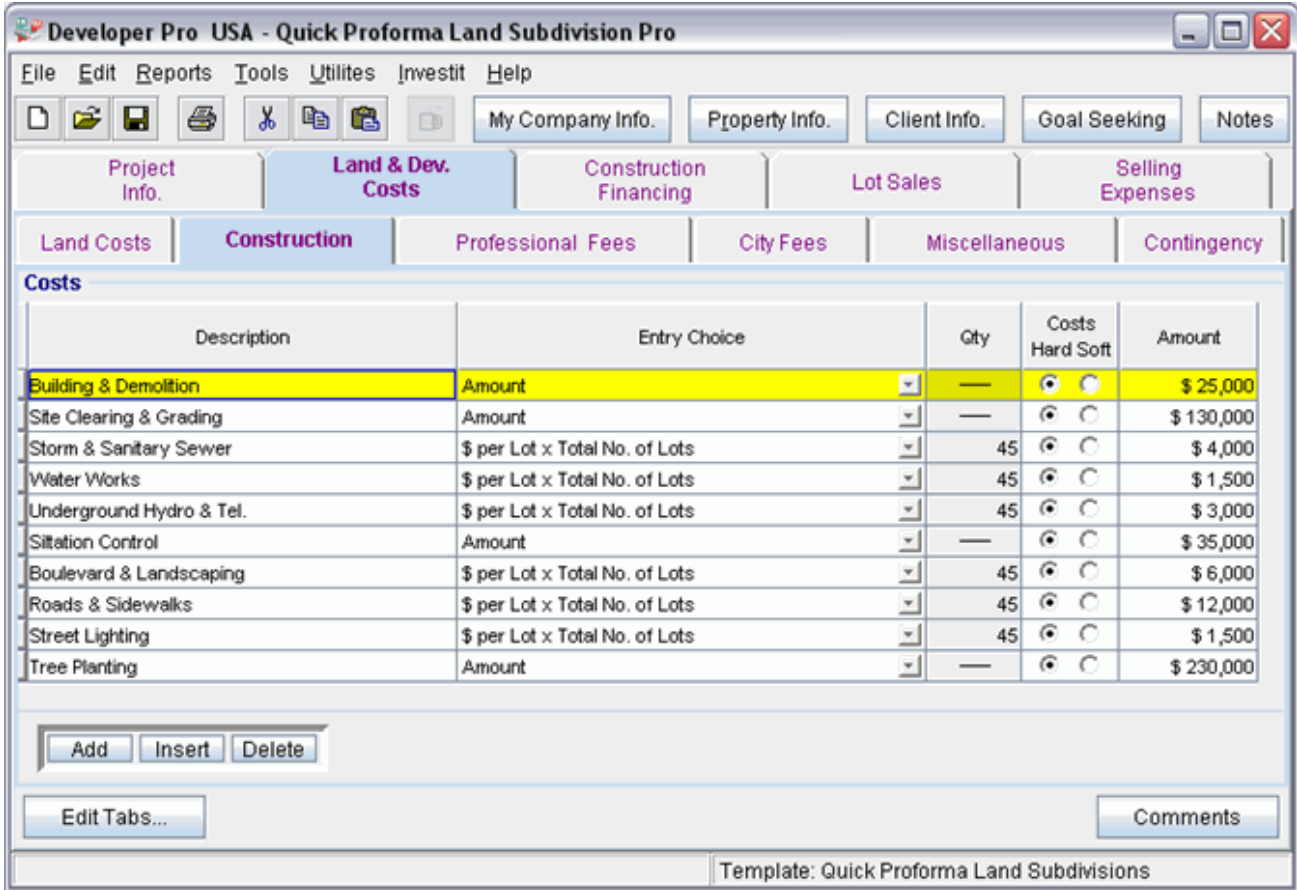 Developer Pro USA - Quick Proforma Land Subdivision Pro
File Edit Reports Tools Utilites Investit Help
My Company Info. Property Info. Client Info. Goal Seeking Notes
Project Info. Land & Dev. Costs Construction Financing Lot Sales Selling Expenses
Land Costs Construction Professional Fees City Fees Miscellaneous Contingency
Costs
Description Entry Choice Qty Costs Hard Soft Amount
Building & Demolition Amount — $ 25,000
Site Clearing & Grading Amount — $ 130,000
Storm & Sanitary Sewer $ per Lot x Total No. of Lots 45 $ 4,000
Water Works $ per Lot x Total No. of Lots 45 $ 1,500
Underground Hydro & Tel. $ per Lot x Total No. of Lots 45 $ 3,000
Siltation Control Amount — $ 35,000
Boulevard & Landscaping $ per Lot x Total No. of Lots 45 $ 6,000
Roads & Sidewalks $ per Lot x Total No. of Lots 45 $ 12,000
Street Lighting $ per Lot x Total No. of Lots 45 $ 1,500
Tree Planting Amount — $ 230,000
Add Insert Delete
Edit Tabs... Comments
Template: Quick Proforma Land Subdivisions